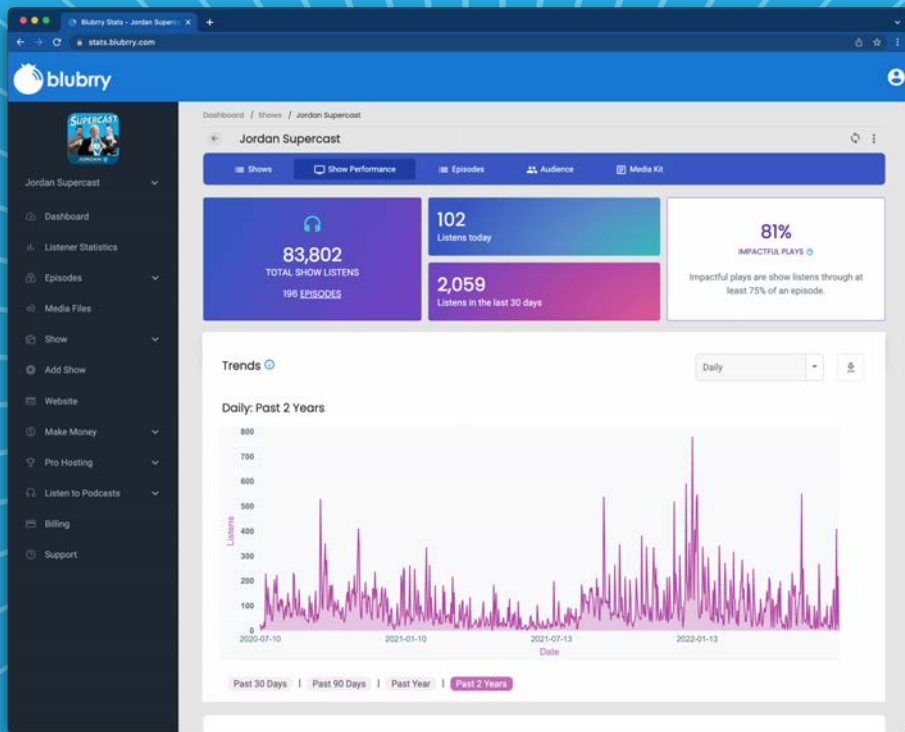 Blubrry Stats - Jordan Superc
stats.blubrry.com
blubrry
SUPERCAST
JORDAN
Jordan Supercast
Dashboard
Listener Statistics
Episodes
Media Files
Show
Add Show
Website
Make Money
Pro Hosting
Listen to Podcasts
Billing
Support
Dashboard / Shows / Jordan Supercast
Jordan Supercast
Shows
Show Performance
Episodes
Audience
Media Kit
83,802
TOTAL SHOW LISTENS
196 EPISODES
102
Listens today
2,059
Listens in the last 30 days
81%
IMPACTFUL PLAYS
Impactful plays are show listens through at
least 75% of an episode.
Trends
Daily
Daily: Past 2 Years
800
700
600
500
400
300
200
100
0
Listens
2020-07-10
2021-01-10
2021-07-13
2022-01-13
Date
Past 30 Days | Past 90 Days | Past Year | Past 2 Years